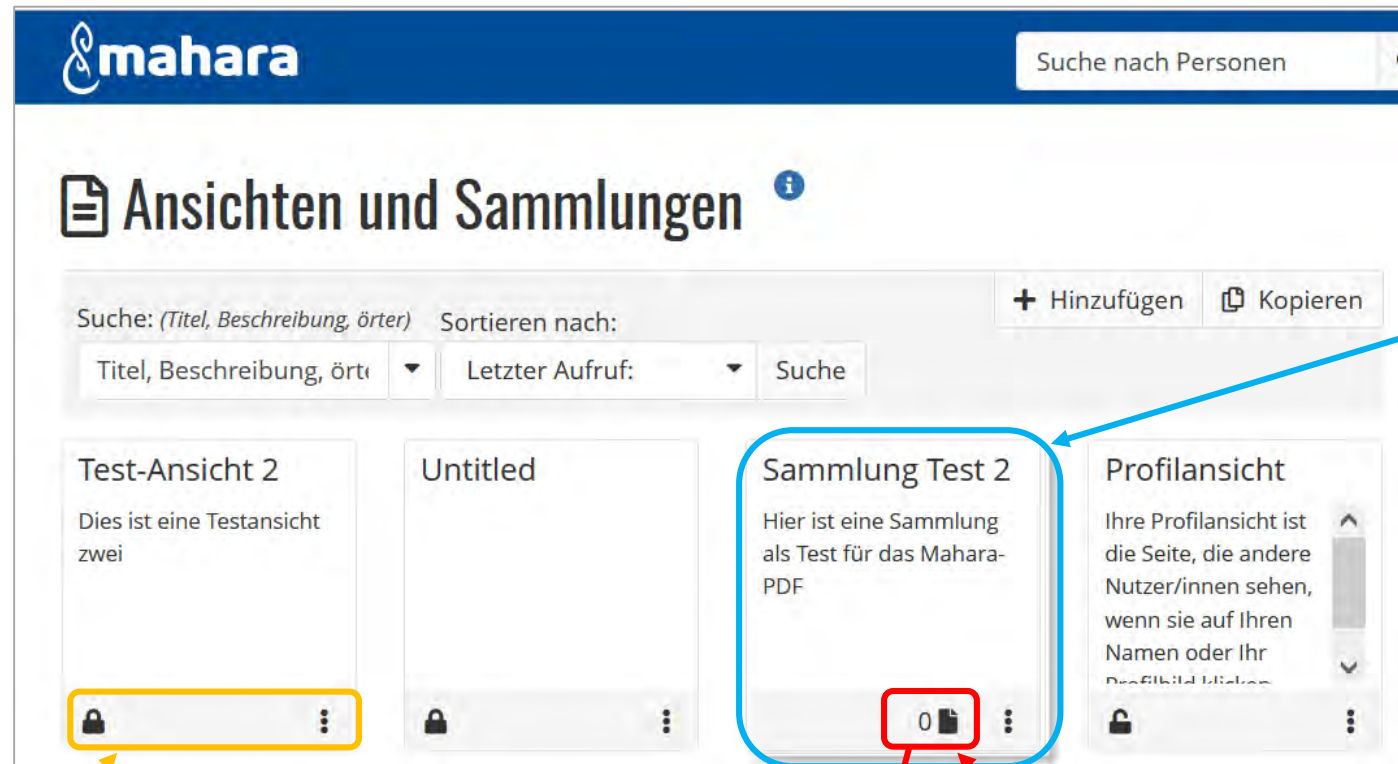 mahara
Suche nach Personen
Ansichten und Sammlungen
+ Hinzufügen
Kopieren
Suche: (Titel, Beschreibung, örter)
Sortieren nach:
Titel, Beschreibung, örte
Letzter Aufruf:
Suche
Test-Ansicht 2
Dies ist eine Testansicht
zwei
Untitled
Sammlung Test 2
Hier ist eine Sammlung
als Test für das Mahara-
PDF
0
Profilansicht
Ihre Profilansicht ist
die Seite, die andere
Nutzer/innen sehen,
wenn sie auf Ihren
Namen oder Ihr
Profilbild klicken